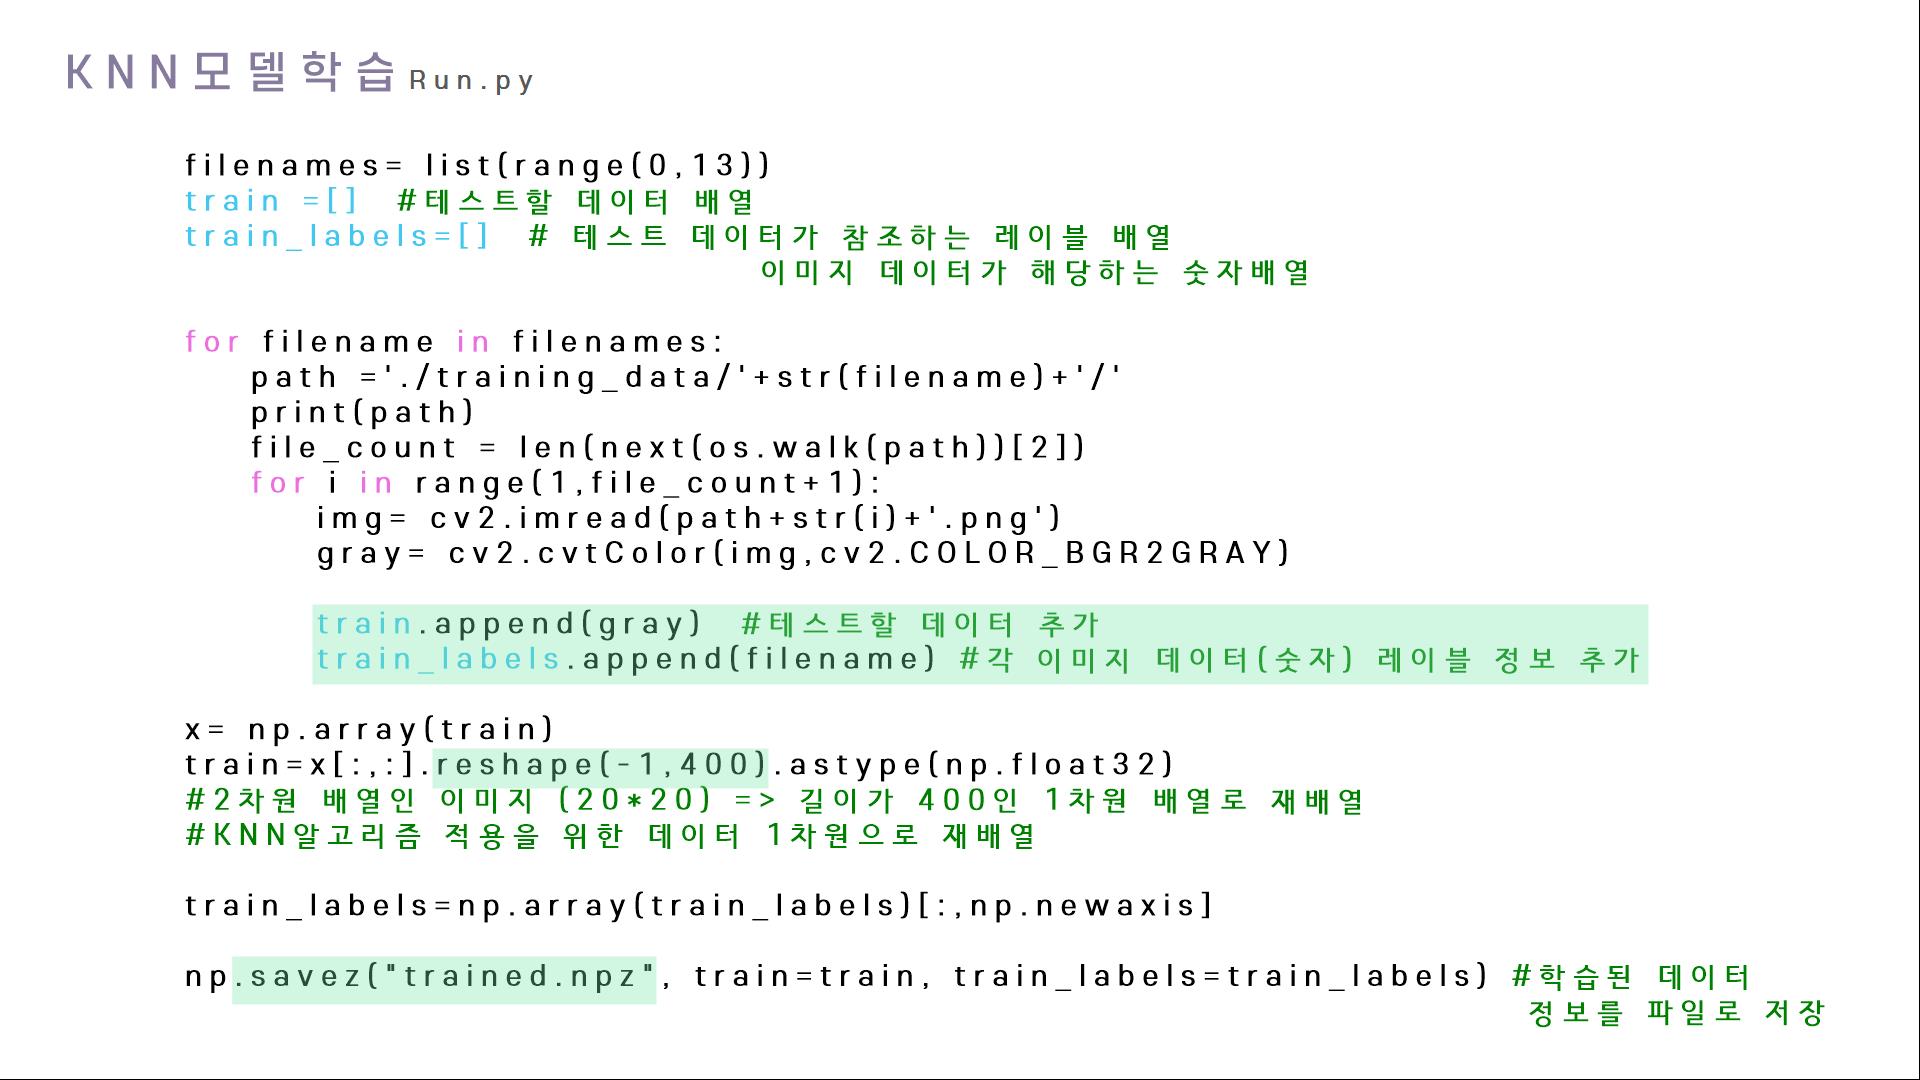 KNN모델학습 Run.py
filenames= list(range(0,13))
train =[]  #테스트할 데이터 배열
train_labels=[]  # 테스트 데이터가 참조하는 레이블 배열
이미지 데이터가 해당하는 숫자배열
for filename in filenames:
path ='./training_data/'+str(filename)+'/'
print(path)
file_count = len(next(os.walk(path))[2])
for i in range(1,file_count+1):
img= cv2.imread(path+str(i)+'.png')
gray= cv2.cvtColor(img,cv2.COLOR_BGR2GRAY)
train.append(gray)  #테스트할 데이터 추가
train_labels.append(filename) #각 이미지 데이터(숫자) 레이블 정보 추가
x= np.array(train)
train=x[:,:].reshape(-1,400).astype(np.float32)
#2차원 배열인 이미지 (20*20) => 길이가 400인 1차원 배열로 재배열
#KNN알고리즘 적용을 위한 데이터 1차원으로 재배열
train_labels=np.array(train_labels)[:,np.newaxis]
np.savez("trained.npz", train=train, train_labels=train_labels) #학습된 데이터
정보를 파일로 저장